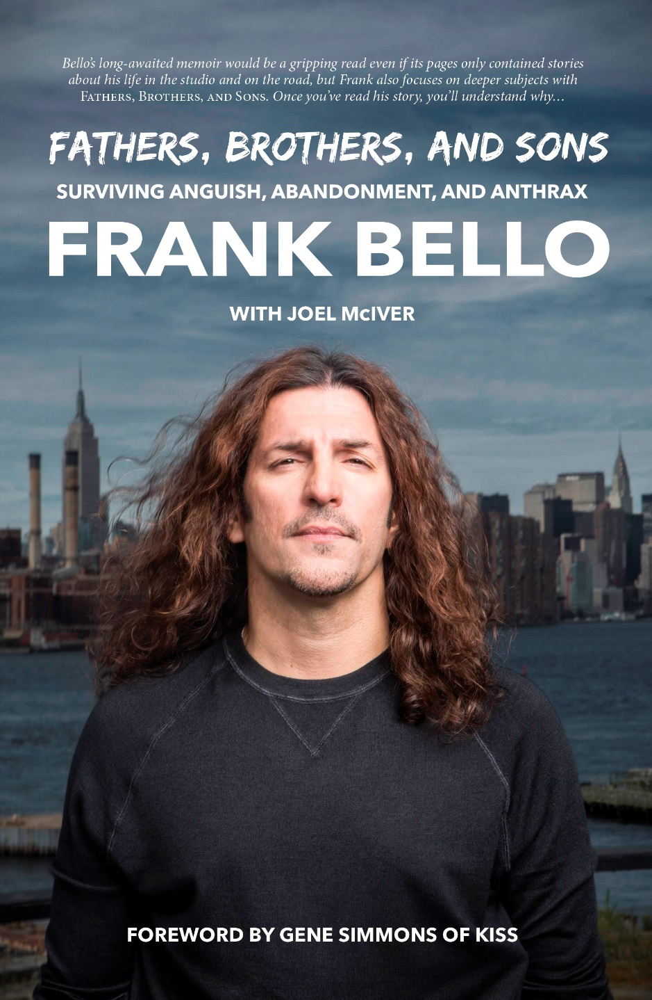 Bello’s long-awaited memoir would be a gripping read even if its pages only contained stories
about his life in the studio and on the road, but Frank also focuses on deeper subjects with
Fathers, Brothers, and Sons. Once you’ve read his story, you’ll understand why…
FATHERS, BROTHERS, AND SONS
SURVIVING ANGUISH, ABANDONMENT, AND ANTHRAX
FRANK BELLO
WITH JOEL McIVER
FOREWORD BY GENE SIMMONS OF KISS